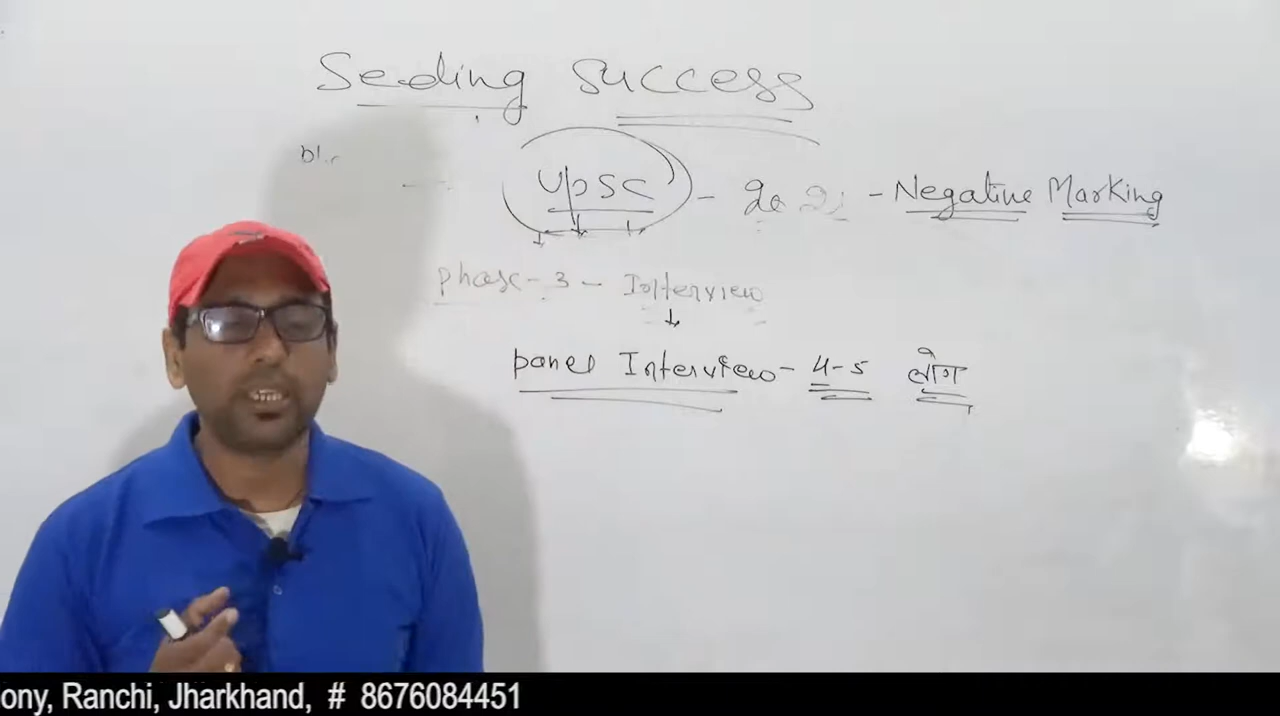 Seeding Success
UPSC - 2021 - Negative Marking
phase - 3 - Interview
panel Interview - 4-5 लोग
ony, Ranchi, Jharkhand, # 8676084451